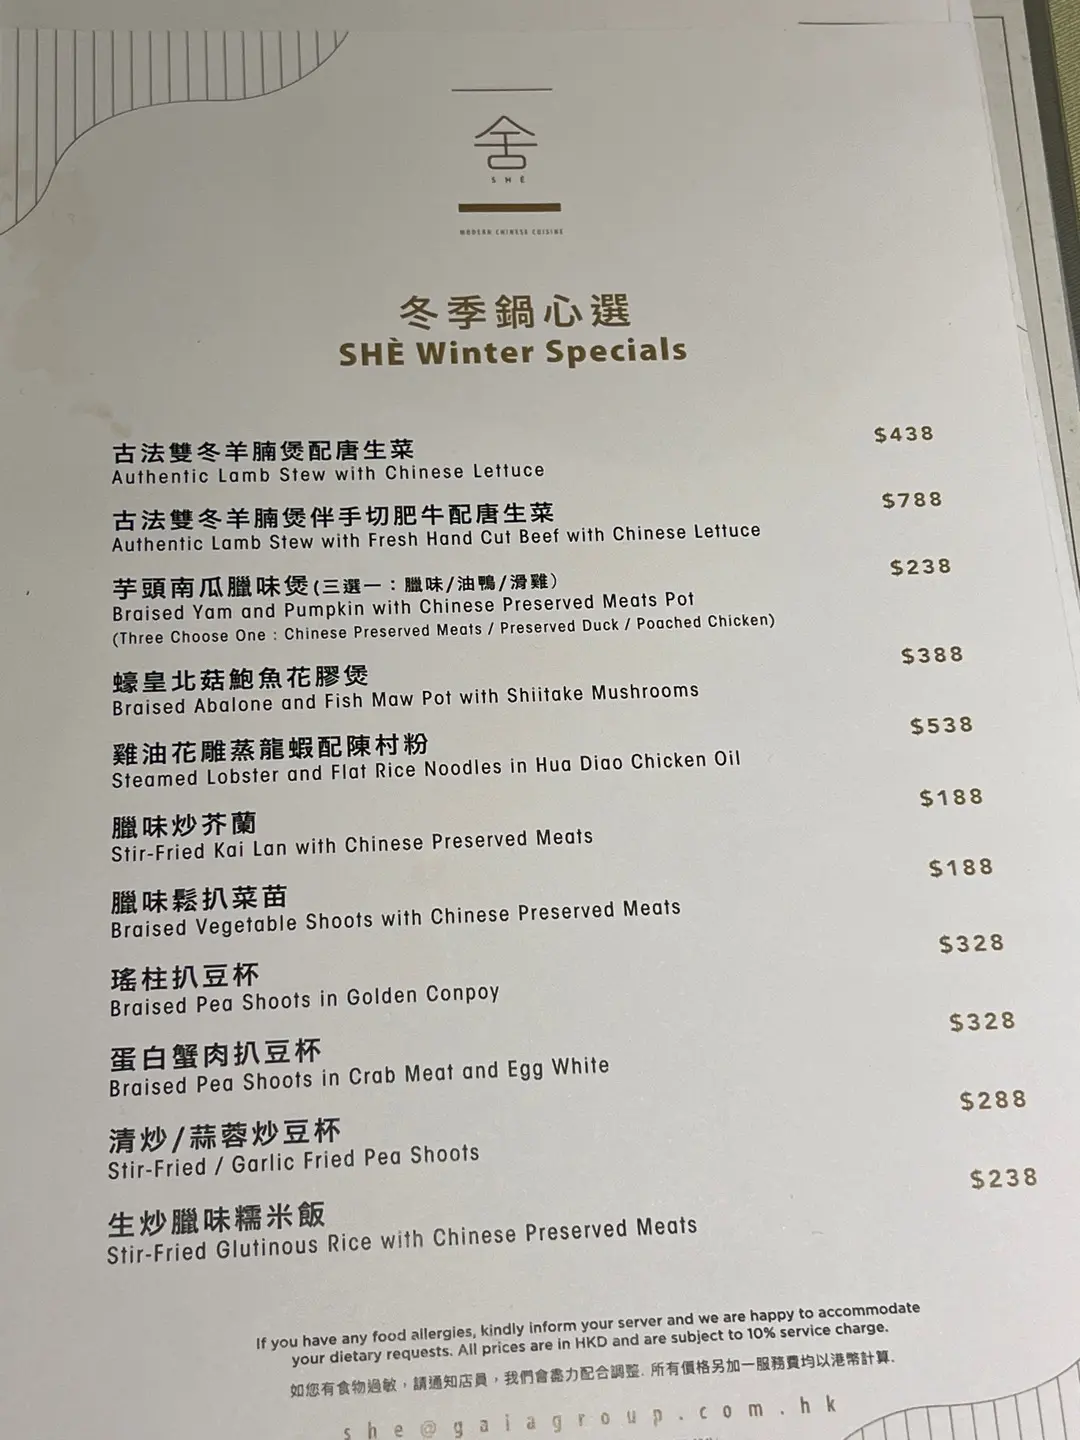 舍
SHÈ
MODERN CHINESE CUISINE
冬季鍋心選
SHÈ Winter Specials
古法雙冬羊腩煲配唐生菜 $438
Authentic Lamb Stew with Chinese Lettuce
古法雙冬羊腩煲伴手切肥牛配唐生菜 $788
Authentic Lamb Stew with Fresh Hand Cut Beef with Chinese Lettuce
芋頭南瓜臘味煲(三選一：臘味/油鴨/滑雞) $238
Braised Yam and Pumpkin with Chinese Preserved Meats Pot
(Three Choose One : Chinese Preserved Meats / Preserved Duck / Poached Chicken)
蠔皇北菇鮑魚花膠煲 $388
Braised Abalone and Fish Maw Pot with Shiitake Mushrooms
雞油花雕蒸龍蝦配陳村粉 $538
Steamed Lobster and Flat Rice Noodles in Hua Diao Chicken Oil
臘味炒芥蘭 $188
Stir-Fried Kai Lan with Chinese Preserved Meats
臘味鬆扒菜苗 $188
Braised Vegetable Shoots with Chinese Preserved Meats
瑤柱扒豆杯 $328
Braised Pea Shoots in Golden Conpoy
蛋白蟹肉扒豆杯 $328
Braised Pea Shoots in Crab Meat and Egg White
清炒/蒜蓉炒豆杯 $288
Stir-Fried / Garlic Fried Pea Shoots
生炒臘味糯米飯 $238
Stir-Fried Glutinous Rice with Chinese Preserved Meats
If you have any food allergies, kindly inform your server and we are happy to accommodate
your dietary requests. All prices are in HKD and are subject to 10% service charge.
如您有食物過敏，請通知店員，我們會盡力配合調整. 所有價格另加一服務費均以港幣計算.
she@gaiagroup.com.hk